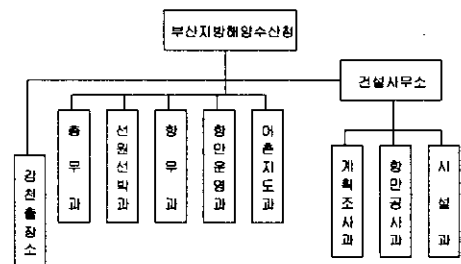 부산지방해양수산청
건설사무소
총무과
선원선박과
항무과
항만운영과
어촌지도과
감천출장소
계획조사과
항만공사과
시설과